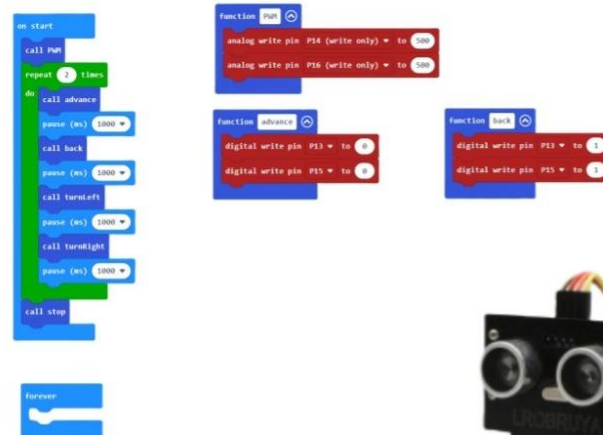 on start
call PWM
repeat 2 times
do
call advance
pause (ms) 1000
call back
pause (ms) 1000
call turnLeft
pause (ms) 1000
call turnRight
pause (ms) 1000
call stop
forever
function PWM
analog write pin P14 (write only) to 500
analog write pin P16 (write only) to 500
function advance
digital write pin P13 to 0
digital write pin P15 to 0
function back
digital write pin P13 to 1
digital write pin P15 to 1
LROBRUYA